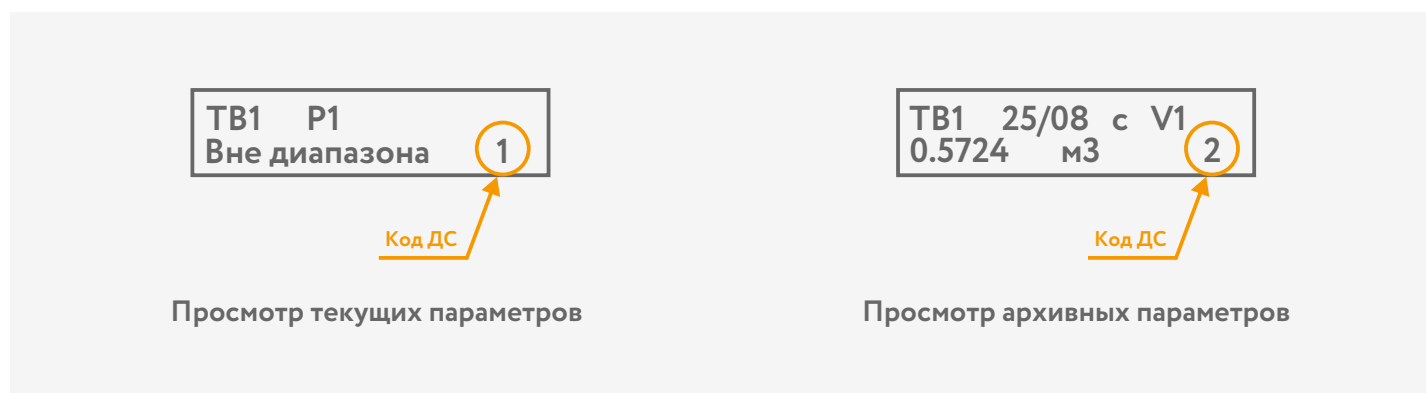 ТВ1 Р1
Вне диапазона 1
Код ДС
Просмотр текущих параметров
ТВ1 25/08 с V1
0.5724 м3 2
Код ДС
Просмотр архивных параметров